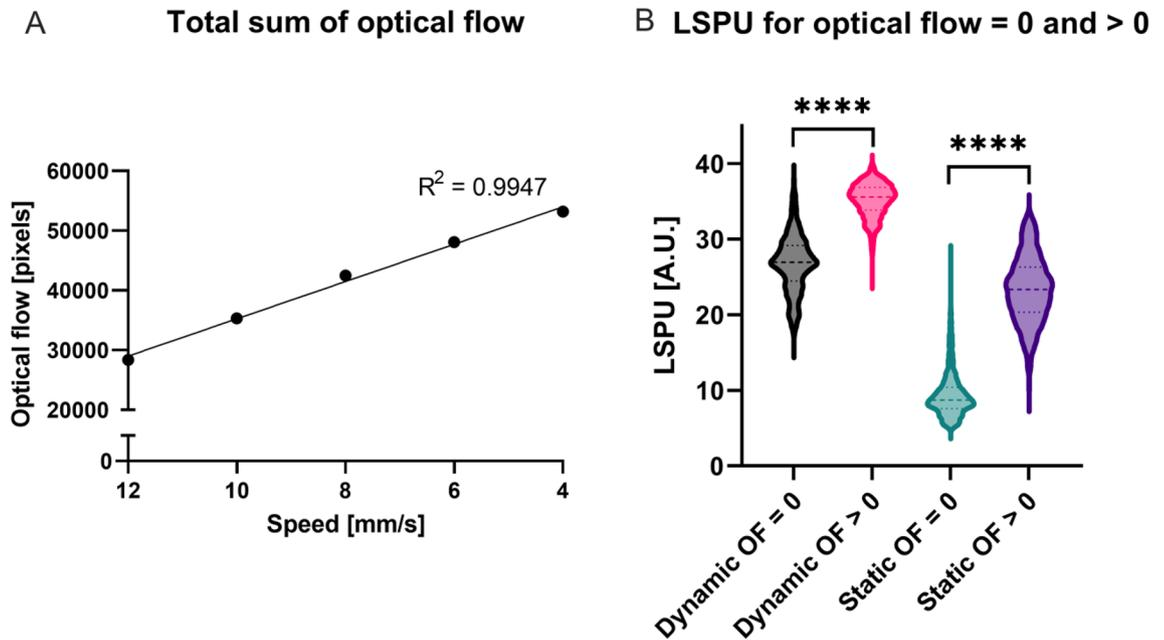 A
Total sum of optical flow
R² = 0.9947
Optical flow [pixels]
60000
50000
40000
30000
20000
0
12 10 8 6 4
Speed [mm/s]
B
LSPU for optical flow = 0 and > 0
****
****
LSPU [A.U.]
40
30
20
10
0
Dynamic OF = 0
Dynamic OF > 0
Static OF = 0
Static OF > 0